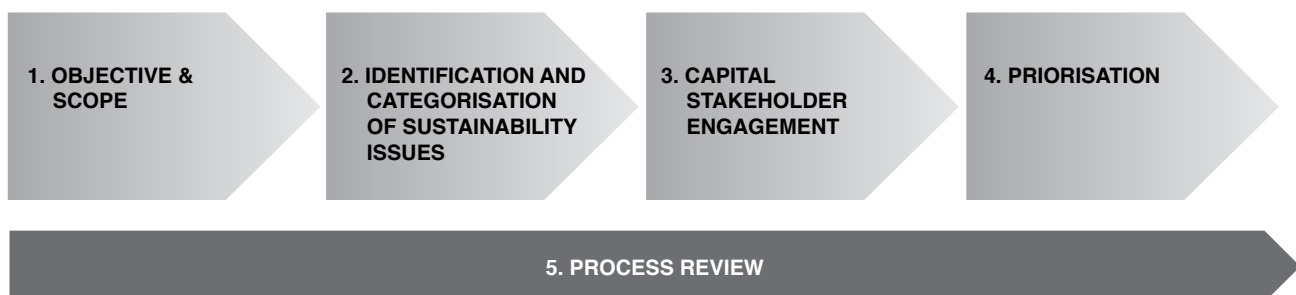 1. OBJECTIVE &
SCOPE
2. IDENTIFICATION AND
CATEGORISATION
OF SUSTAINABILITY
ISSUES
3. CAPITAL
STAKEHOLDER
ENGAGEMENT
4. PRIORISATION
5. PROCESS REVIEW